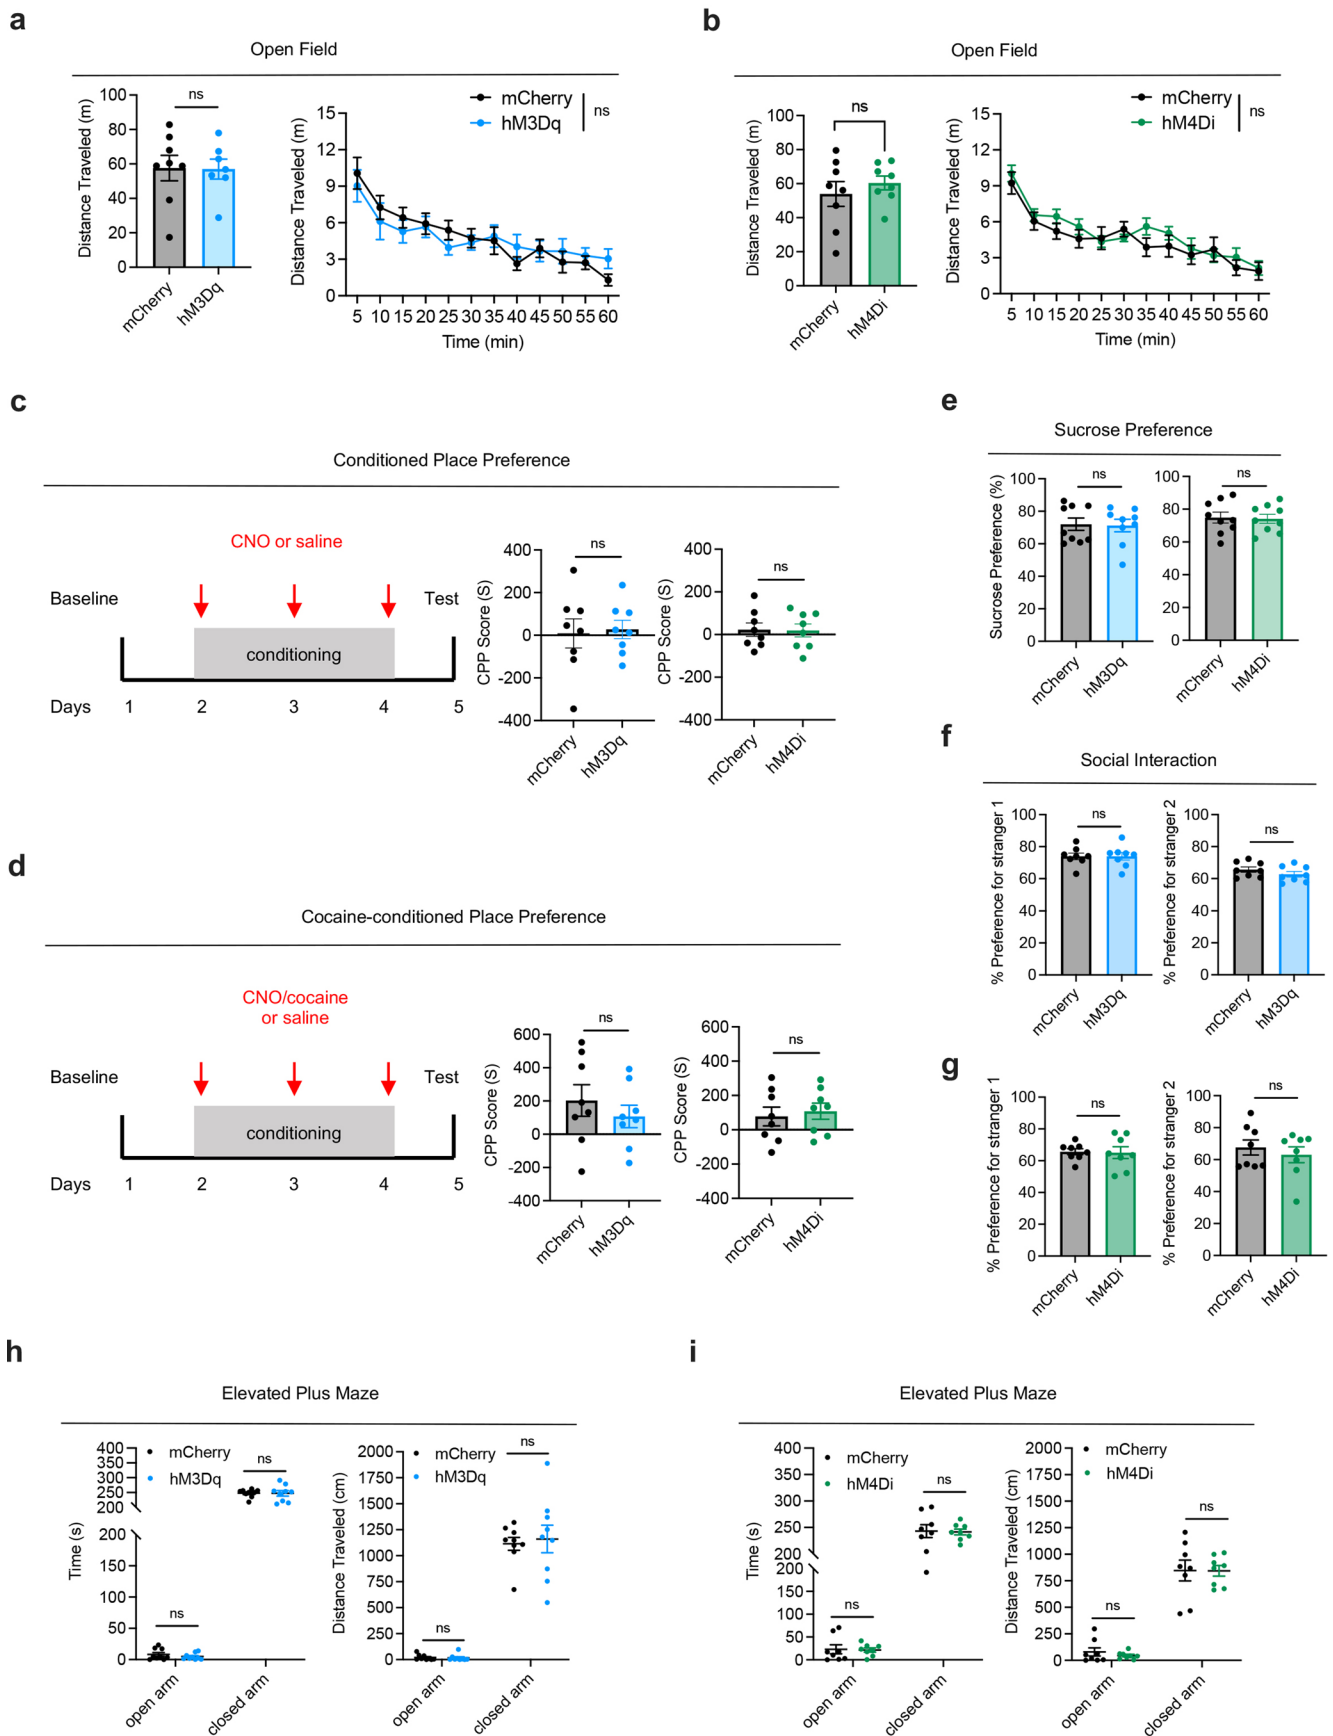 a
Open Field
ns
Distance Traveled (m)
100
80
60
40
20
0
mCherry
hM3Dq
mCherry
hM3Dq
ns
Distance Traveled (m)
15
12
9
6
3
0
5 10 15 20 25 30 35 40 45 50 55 60
Time (min)
b
Open Field
ns
Distance Traveled (m)
100
80
60
40
20
0
mCherry
hM4Di
mCherry
hM4Di
ns
Distance Traveled (m)
15
12
9
6
3
0
5 10 15 20 25 30 35 40 45 50 55 60
Time (min)
c
Conditioned Place Preference
CNO or saline
Baseline
Test
conditioning
Days 1 2 3 4 5
ns
CPP Score (S)
400
200
0
-200
-400
mCherry
hM3Dq
ns
CPP Score (S)
400
200
0
-200
-400
mCherry
hM4Di
d
Cocaine-conditioned Place Preference
CNO/cocaine
or saline
Baseline
Test
conditioning
Days 1 2 3 4 5
ns
CPP Score (S)
600
400
200
0
-200
-400
mCherry
hM3Dq
ns
CPP Score (S)
600
400
200
0
-200
-400
mCherry
hM4Di
e
Sucrose Preference
ns
Sucrose Preference (%)
100
80
60
40
20
0
mCherry
hM3Dq
ns
100
80
60
40
20
0
mCherry
hM4Di
f
Social Interaction
ns
% Preference for stranger 1
100
80
60
40
20
0
mCherry
hM3Dq
ns
% Preference for stranger 2
100
80
60
40
20
0
mCherry
hM3Dq
g
ns
% Preference for stranger 1
100
80
60
40
20
0
mCherry
hM4Di
ns
% Preference for stranger 2
100
80
60
40
20
0
mCherry
hM4Di
h
Elevated Plus Maze
mCherry
hM3Dq
ns
ns
Time (s)
400
350
300
250
200
200
150
100
50
0
open arm
closed arm
mCherry
hM3Dq
ns
ns
Distance Traveled (cm)
2000
1750
1500
1250
1000
750
500
250
0
open arm
closed arm
i
Elevated Plus Maze
mCherry
hM4Di
ns
ns
Time (s)
400
350
300
250
200
200
150
100
50
0
open arm
closed arm
mCherry
hM4Di
ns
ns
Distance Traveled (cm)
2000
1750
1500
1250
1000
750
500
250
0
open arm
closed arm